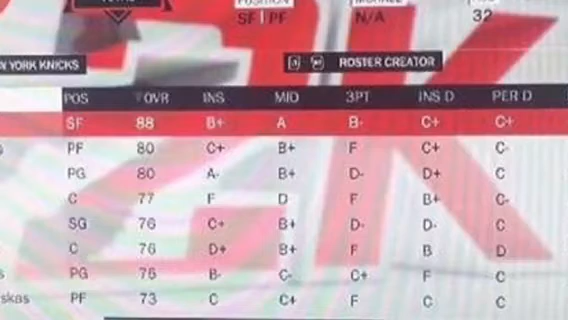 POSITION
SF | PF N/A 32
YORK KNICKS ROSTER CREATOR
POS OVR INS MID 3PT INS D PER D
SF 88 B+ A B- C+ C+
PF 80 C+ B+ F C+ C-
PG 80 A- B+ D- D+ C
C 77 F D F B+ C-
SG 76 C+ B+ D- D- C
C 76 D+ B+ F B D
s PG 76 B- C- C+ F C
skas PF 73 C C+ F C C